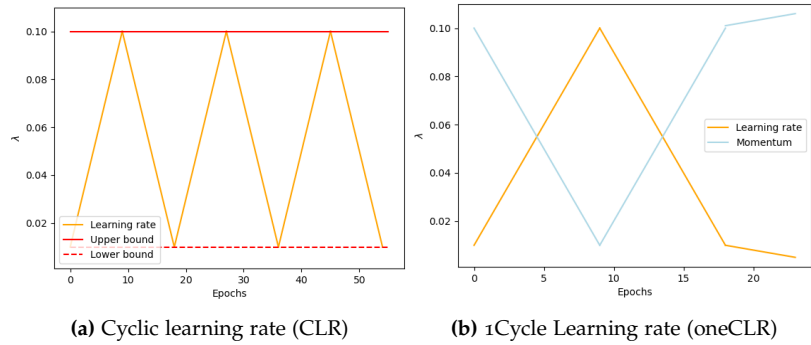 0.10
0.08
0.06
0.04
0.02
λ
Learning rate
Upper bound
Lower bound
0 10 20 30 40 50
Epochs
(a) Cyclic learning rate (CLR)
0.10
0.08
0.06
0.04
0.02
λ
Learning rate
Momentum
0 5 10 15 20
Epochs
(b) 1Cycle Learning rate (oneCLR)